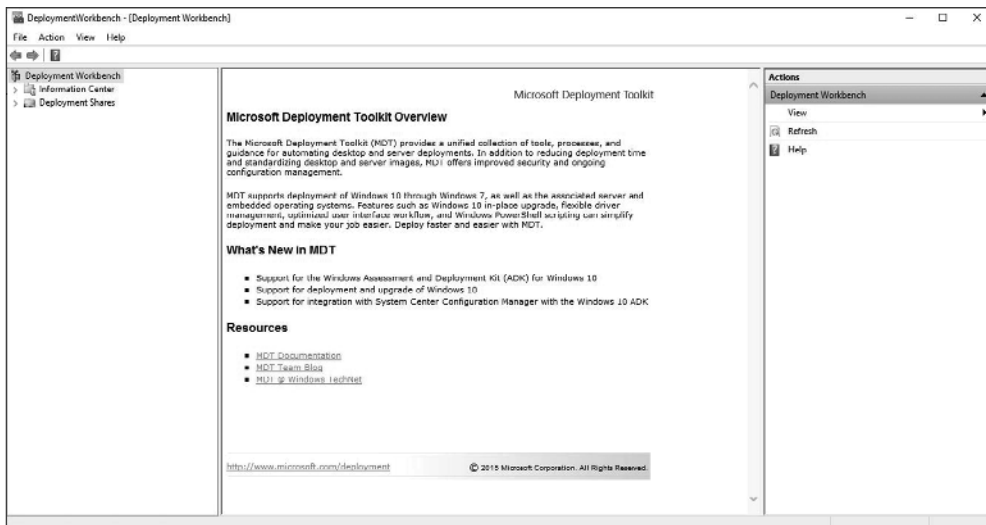 DeploymentWorkbench - [Deployment Workbench]
File Action View Help
Deployment Workbench
Information Center
Deployment Shares
Microsoft Deployment Toolkit
Microsoft Deployment Toolkit Overview
The Microsoft Deployment Toolkit (MDT) provides a unified collection of tools, processes, and
guidance for automating desktop and server deployments. In addition to reducing deployment time
and standardizing desktop and server images, MDT offers improved security and ongoing
configuration management.
MDT supports deployment of Windows 10 through Windows 7, as well as the associated server and
embedded operating systems. Features such as Windows 10 in-place upgrade, flexible driver
management, optimized user interface workflow, and Windows PowerShell scripting can simplify
deployment and make your job easier. Deploy faster and easier with MDT.
What's New in MDT
Support for the Windows Assessment and Deployment Kit (ADK) for Windows 10
Support for deployment and upgrade of Windows 10
Support for integration with System Center Configuration Manager with the Windows 10 ADK
Resources
MDT Documentation
MDT Team Blog
MDT @ Windows TechNet
http://www.microsoft.com/deployment
© 2015 Microsoft Corporation. All Rights Reserved.
Actions
Deployment Workbench
View
Refresh
Help